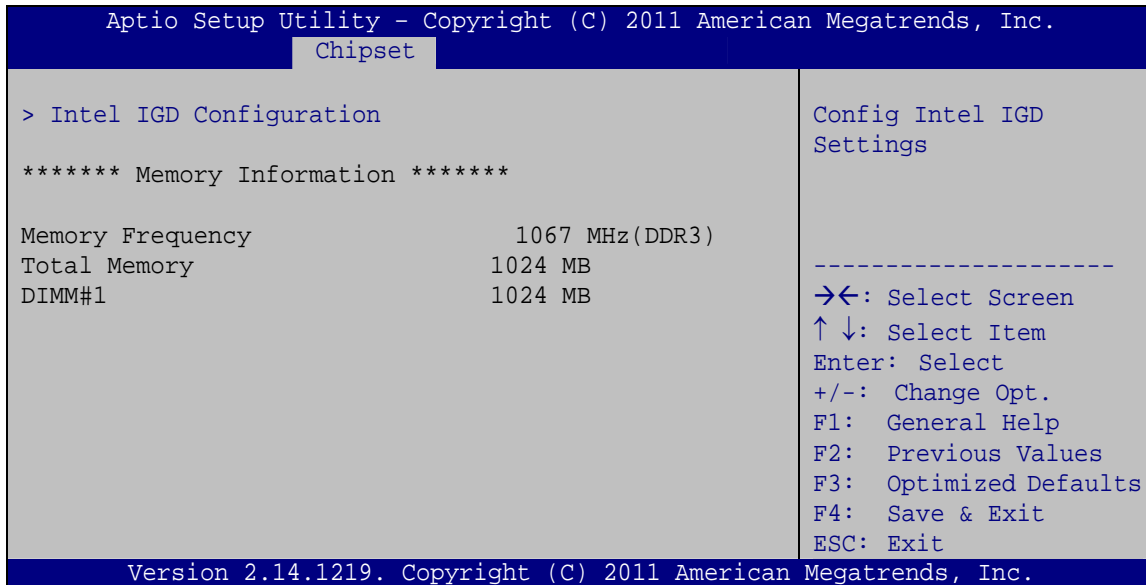 Aptio Setup Utility – Copyright (C) 2011 American Megatrends, Inc.
Chipset
> Intel IGD Configuration
******* Memory Information *******
Memory Frequency 1067 MHz(DDR3)
Total Memory 1024 MB
DIMM#1 1024 MB
Config Intel IGD
Settings
---------------------
→←: Select Screen
↑ ↓: Select Item
Enter: Select
+/-: Change Opt.
F1: General Help
F2: Previous Values
F3: Optimized Defaults
F4: Save & Exit
ESC: Exit
Version 2.14.1219. Copyright (C) 2011 American Megatrends, Inc.